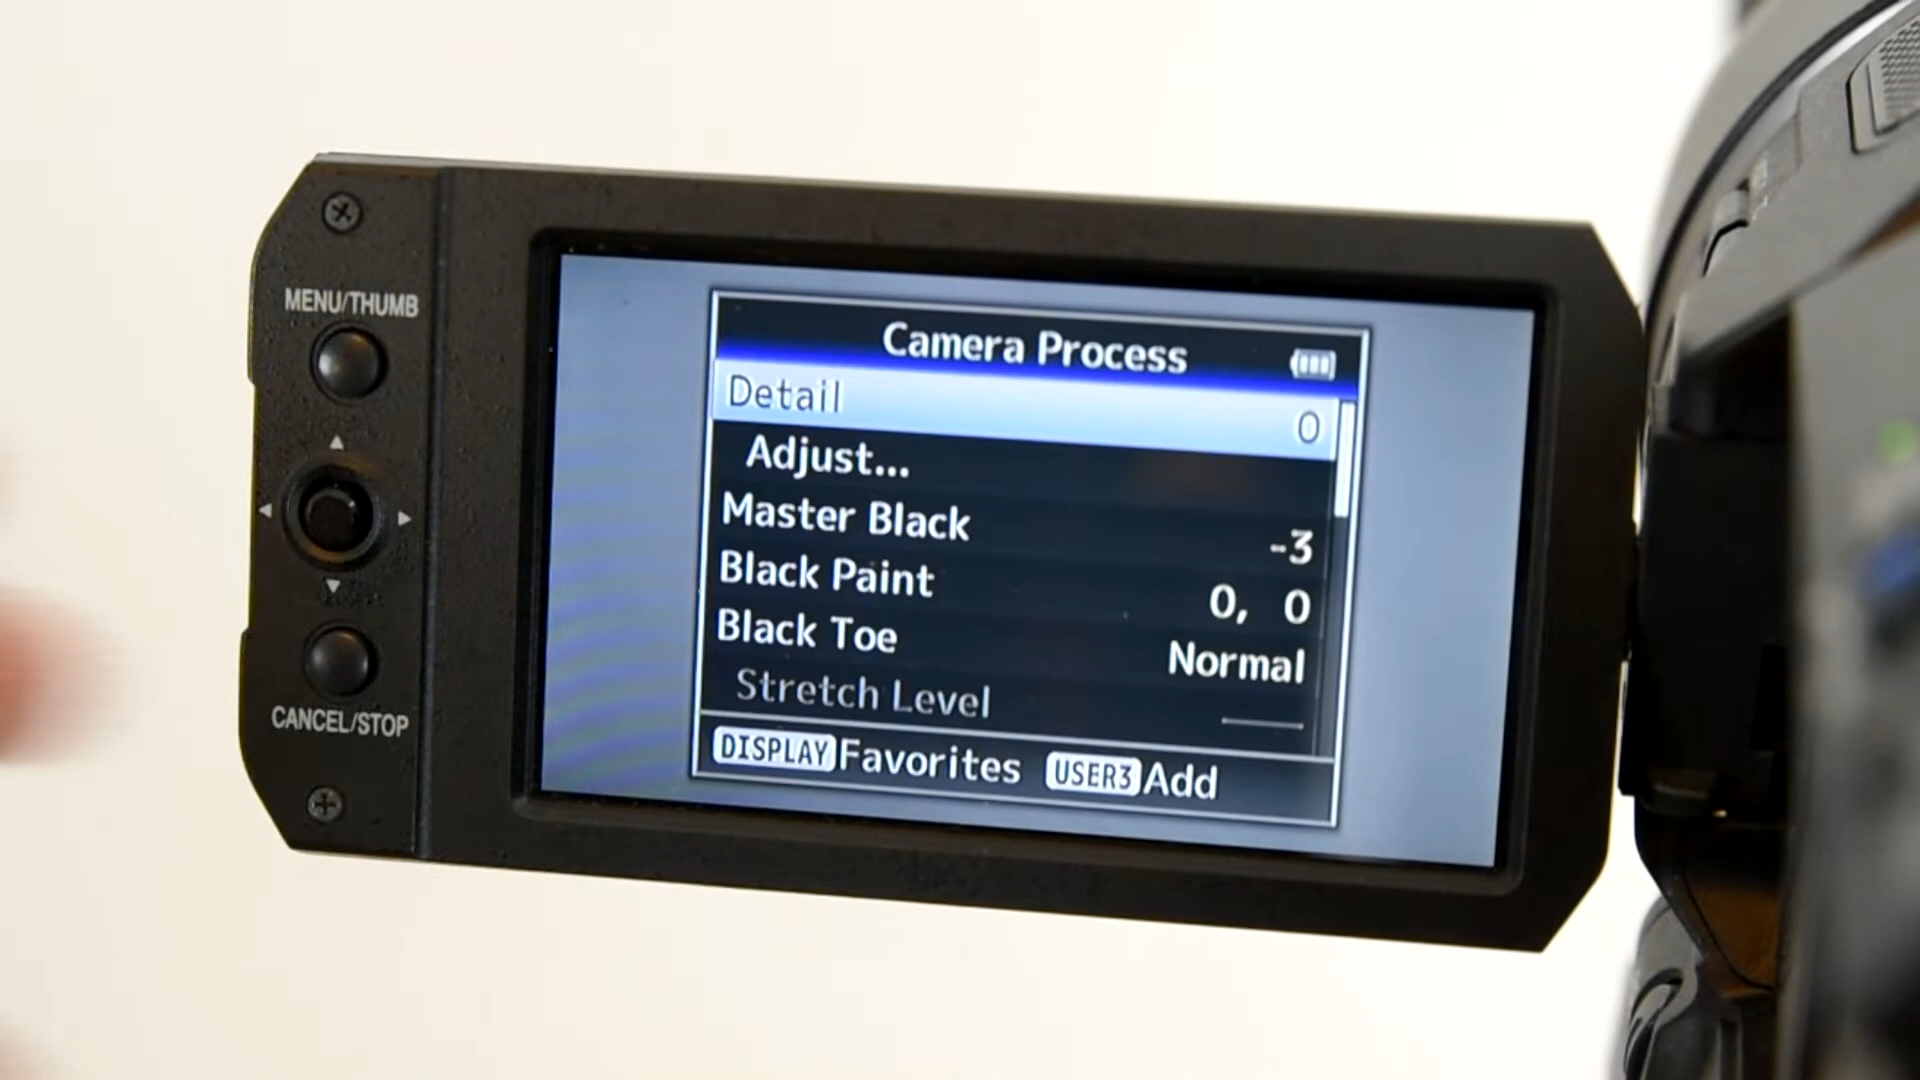 MENU/THUMB
CANCEL/STOP
Camera Process
Detail 0
Adjust...
Master Black -3
Black Paint 0, 0
Black Toe Normal
Stretch Level
DISPLAY Favorites USER3 Add